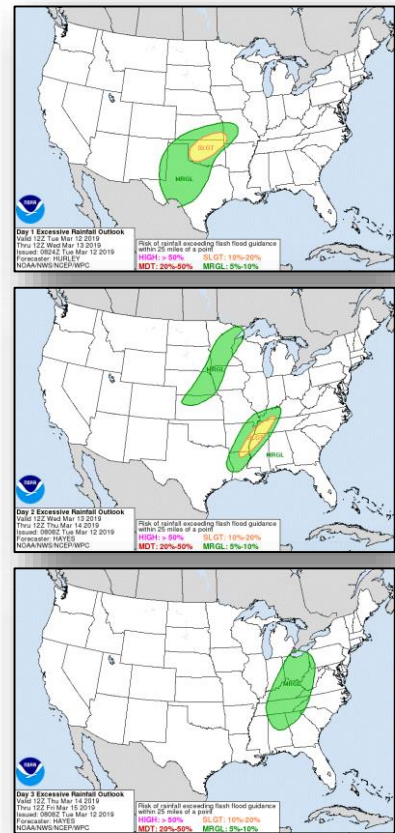 SLGT
MRGL
NOAA
Day 1 Excessive Rainfall Outlook
Valid 12Z Tue Mar 12 2019
Thru 12Z Wed Mar 13 2019
Issued: 0824Z Tue Mar 12 2019
Forecaster: HURLEY
NOAA/NWS/NCEP/WPC
Risk of rainfall exceeding flash flood guidance
within 25 miles of a point
HIGH: > 50% SLGT: 10%-20%
MDT: 20%-50% MRGL: 5%-10%
MRGL
SLGT
MRGL
NOAA
Day 2 Excessive Rainfall Outlook
Valid 12Z Wed Mar 13 2019
Thru 12Z Thu Mar 14 2019
Issued: 0808Z Tue Mar 12 2019
Forecaster: HAYES
NOAA/NWS/NCEP/WPC
Risk of rainfall exceeding flash flood guidance
within 25 miles of a point
HIGH: > 50% SLGT: 10%-20%
MDT: 20%-50% MRGL: 5%-10%
MRGL
NOAA
Day 3 Excessive Rainfall Outlook
Valid 12Z Thu Mar 14 2019
Thru 12Z Fri Mar 15 2019
Issued: 0808Z Tue Mar 12 2019
Forecaster: HAYES
NOAA/NWS/NCEP/WPC
Risk of rainfall exceeding flash flood guidance
within 25 miles of a point
HIGH: > 50% SLGT: 10%-20%
MDT: 20%-50% MRGL: 5%-10%